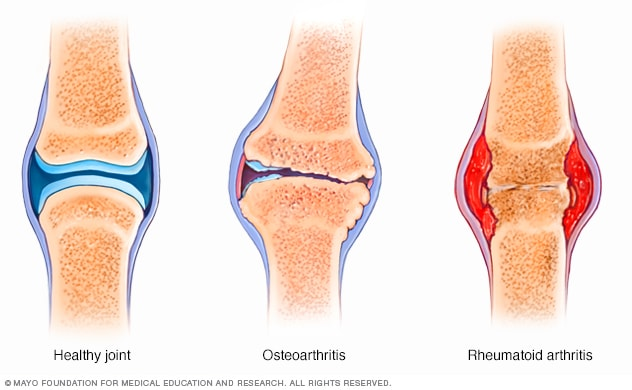 Healthy joint
Osteoarthritis
Rheumatoid arthritis
© MAYO FOUNDATION FOR MEDICAL EDUCATION AND RESEARCH. ALL RIGHTS RESERVED.